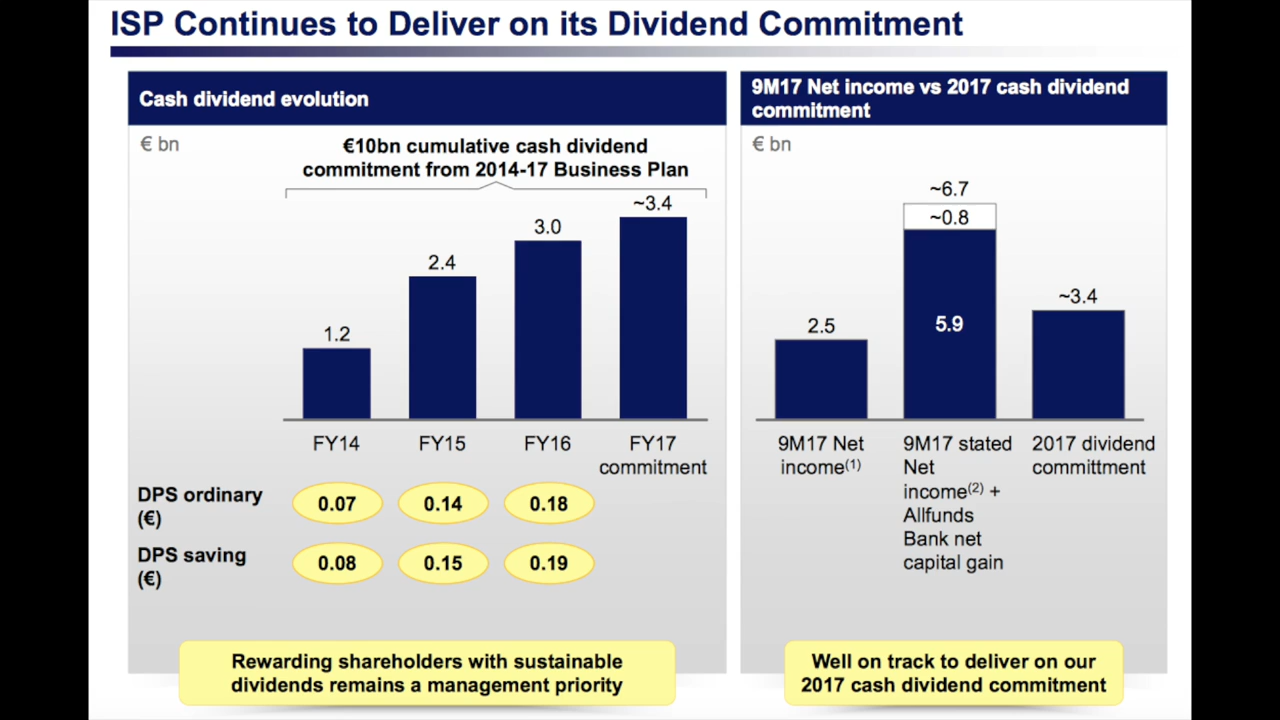 ISP Continues to Deliver on its Dividend Commitment
Cash dividend evolution
€ bn
€10bn cumulative cash dividend
commitment from 2014-17 Business Plan
1.2
2.4
3.0
~3.4
FY14
FY15
FY16
FY17
commitment
DPS ordinary
(€)
0.07
0.14
0.18
DPS saving
(€)
0.08
0.15
0.19
Rewarding shareholders with sustainable
dividends remains a management priority
9M17 Net income vs 2017 cash dividend
commitment
€ bn
2.5
~6.7
~0.8
5.9
~3.4
9M17 Net
income(1)
9M17 stated
Net
income(2) +
Allfunds
Bank net
capital gain
2017 dividend
committment
Well on track to deliver on our
2017 cash dividend commitment